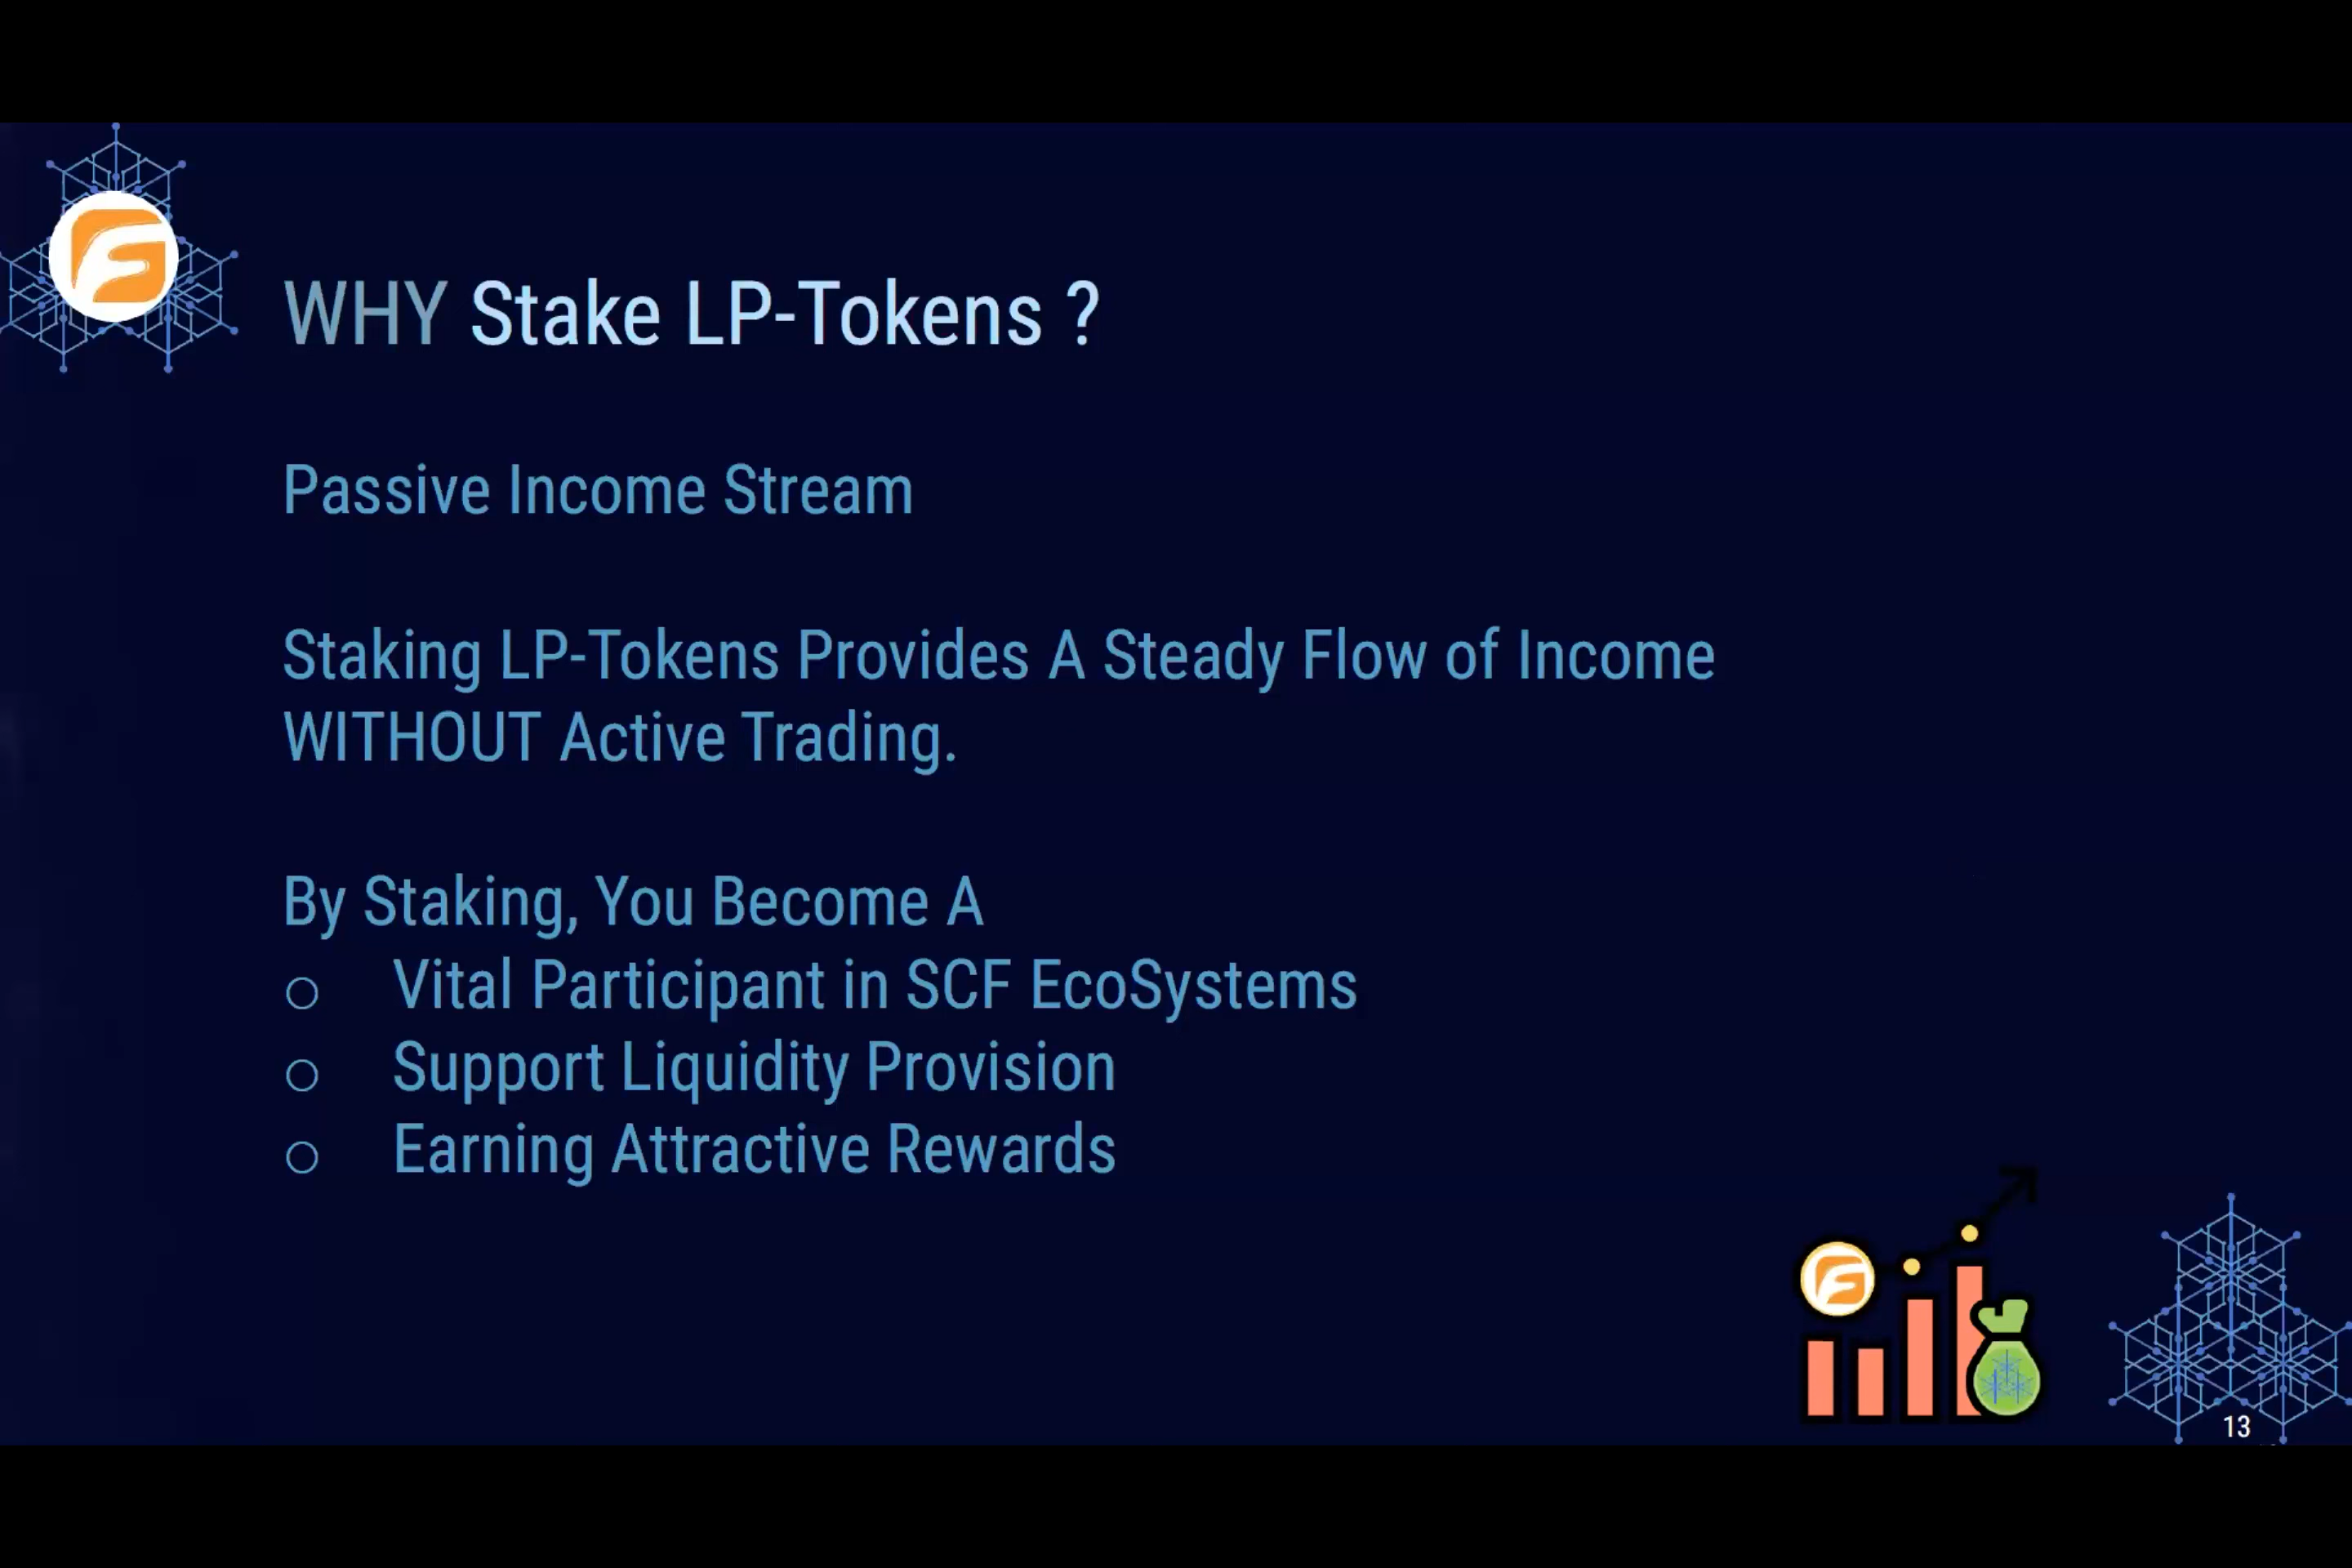 WHY Stake LP-Tokens ?
Passive Income Stream
Staking LP-Tokens Provides A Steady Flow of Income
WITHOUT Active Trading.
By Staking, You Become A
Vital Participant in SCF EcoSystems
Support Liquidity Provision
Earning Attractive Rewards
13